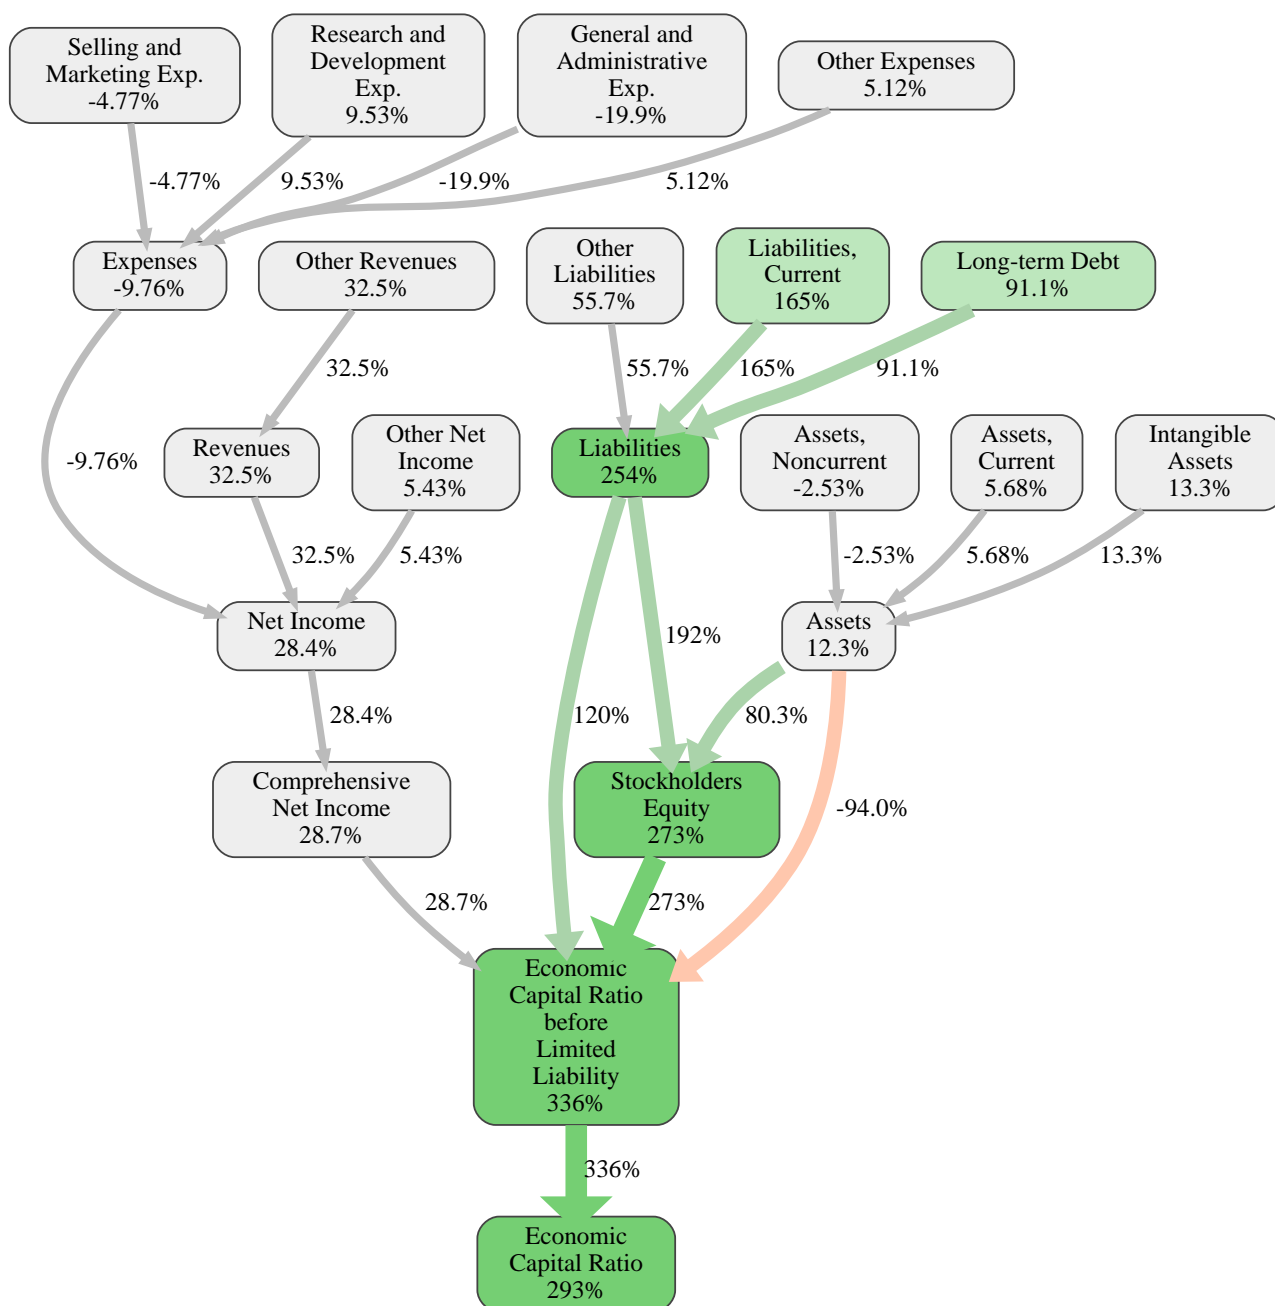 Selling and
Marketing Exp.
-4.77%
Research and
Development
Exp.
9.53%
General and
Administrative
Exp.
-19.9%
Other Expenses
5.12%
-4.77%
9.53%
-19.9%
5.12%
Expenses
-9.76%
Other Revenues
32.5%
Other
Liabilities
55.7%
Liabilities,
Current
165%
Long-term Debt
91.1%
32.5%
55.7%
165%
91.1%
-9.76%
Revenues
32.5%
Other Net
Income
5.43%
Liabilities
254%
Assets,
Noncurrent
-2.53%
Assets,
Current
5.68%
Intangible
Assets
13.3%
32.5%
5.43%
-2.53%
5.68%
13.3%
Net Income
28.4%
192%
Assets
12.3%
28.4%
120%
80.3%
-94.0%
Comprehensive
Net Income
28.7%
Stockholders
Equity
273%
28.7%
273%
Economic
Capital Ratio
before
Limited
Liability
336%
336%
Economic
Capital Ratio
293%